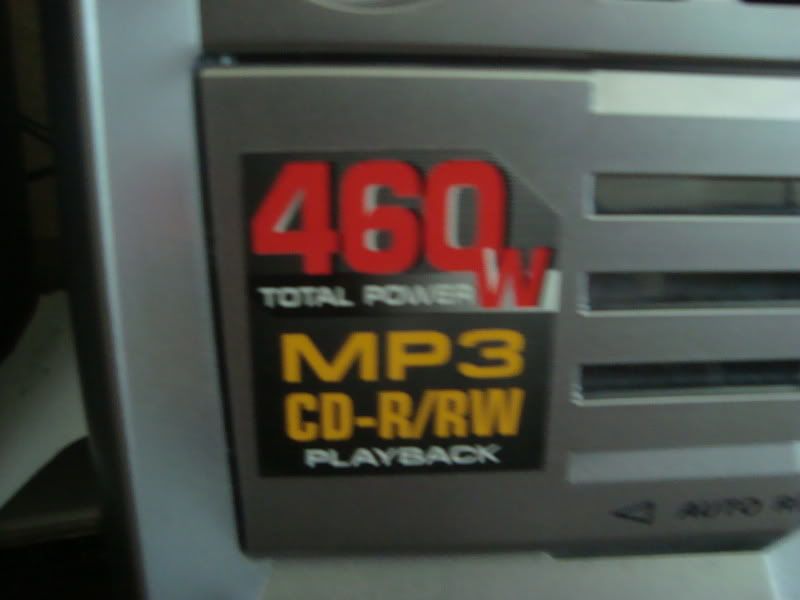 460W
TOTAL POWER
MP3
CD-R/RW
PLAYBACK
AUTO